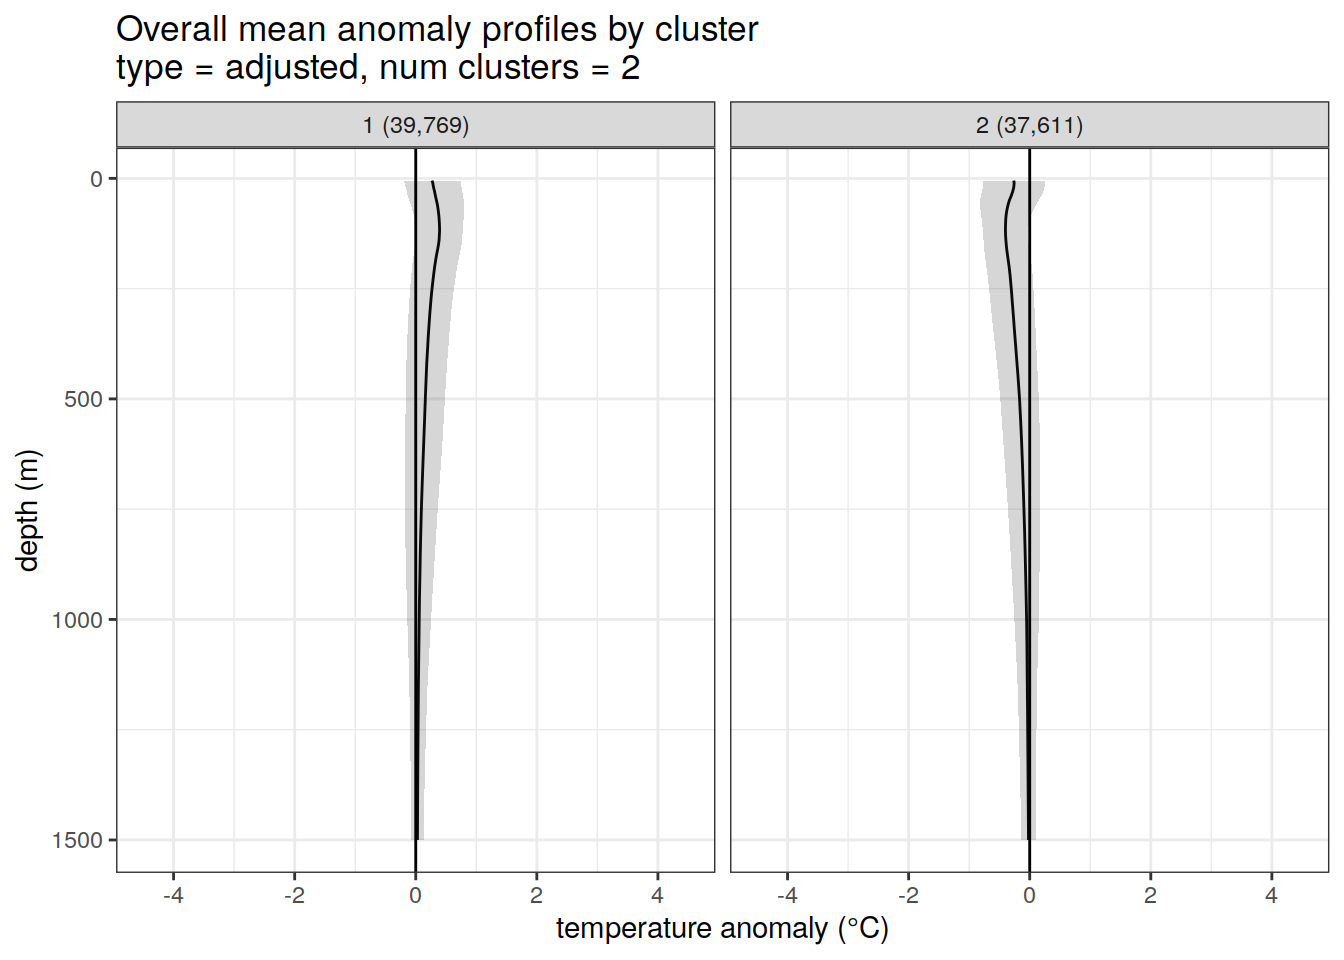 Overall mean anomaly profiles by cluster
type = adjusted, num clusters = 2
1 (39,769)
2 (37,611)
0
500
1000
1500
depth (m)
-4 -2 0 2 4
-4 -2 0 2 4
temperature anomaly (°C)